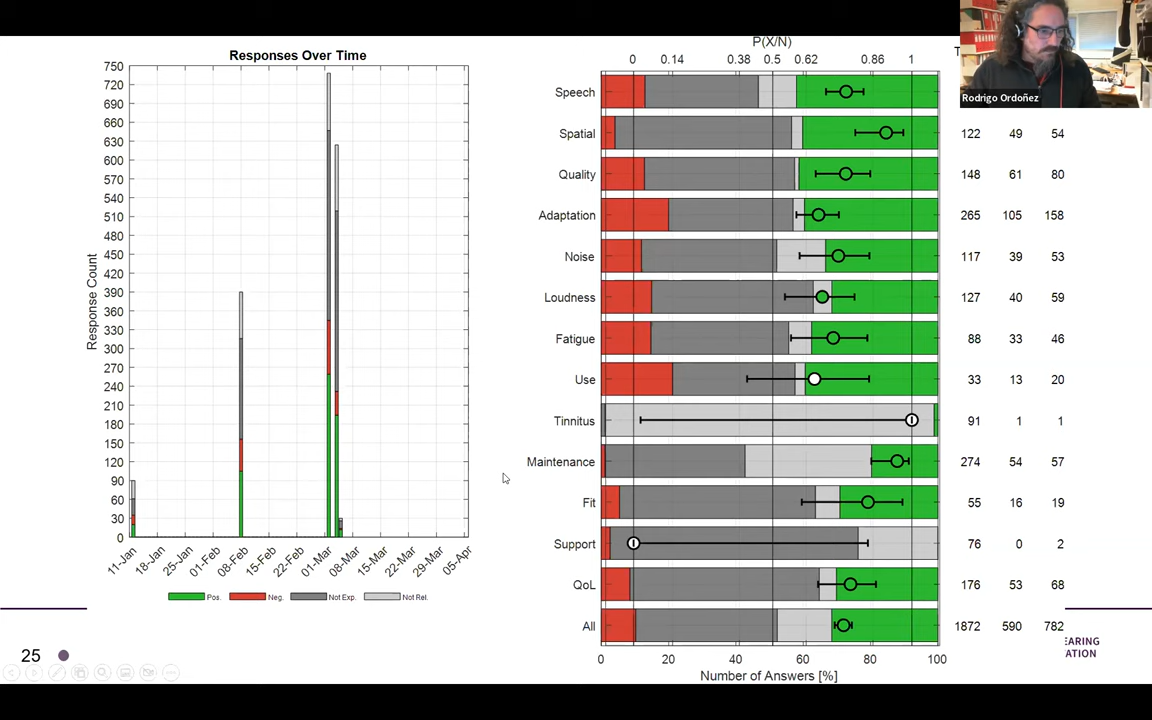 Responses Over Time
750
720
690
660
630
600
570
540
510
480
450
420
390
360
330
300
270
240
210
180
150
120
90
60
30
0
Response Count
11-Jan
18-Jan
25-Jan
01-Feb
08-Feb
15-Feb
22-Feb
01-Mar
08-Mar
15-Mar
22-Mar
29-Mar
05-Apr
Pos.
Neg.
Not Exp.
Not Rel.
P(X/N)
0 0.14 0.38 0.5 0.62 0.86 1
T
Speech
Spatial 122 49 54
Quality 148 61 80
Adaptation 265 105 158
Noise 117 39 53
Loudness 127 40 59
Fatigue 88 33 46
Use 33 13 20
Tinnitus 91 1 1
Maintenance 274 54 57
Fit 55 16 19
Support 76 0 2
QoL 176 53 68
All 1872 590 782
0 20 40 60 80 100
Number of Answers [%]
Rodrigo Ordoñez
25
EARING
ATION